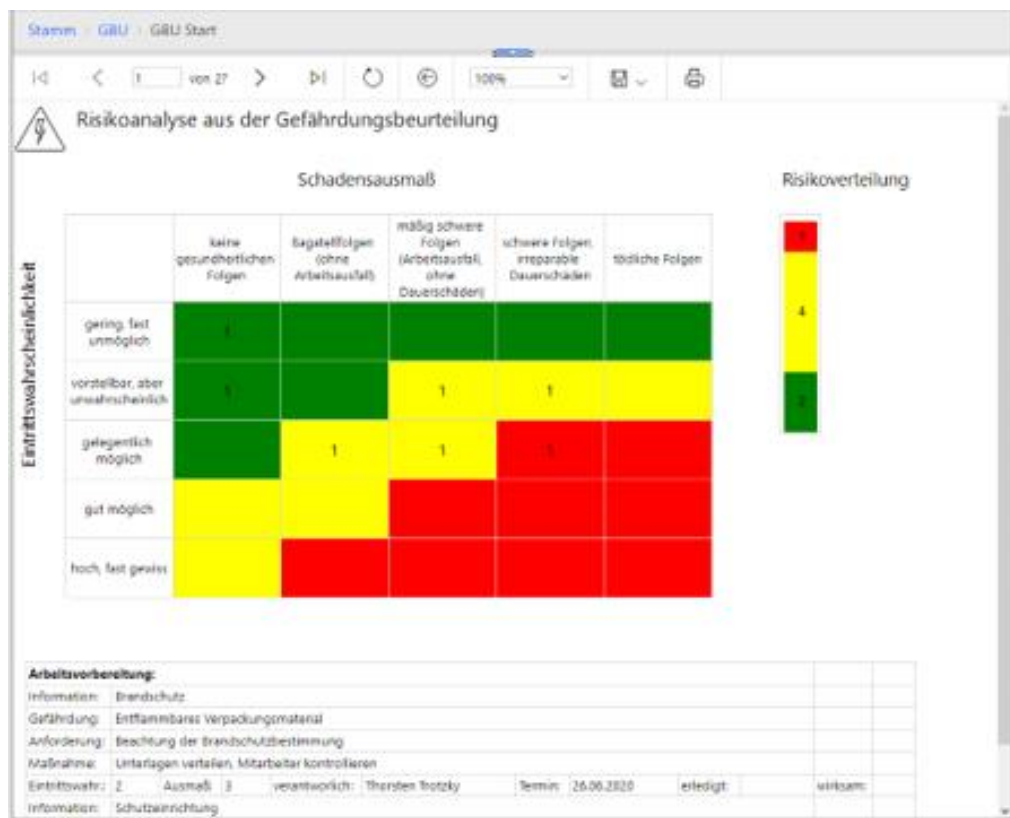 Stamm GBU GBU Start
1 von 27 100%
Risikoanalyse aus der Gefährdungsbeurteilung
Schadensausmaß
Risikoverteilung
Eintrittswahrscheinlichkeit
keine
gesundheitlichen
Folgen
Bagatellfolgen
(ohne
Arbeitsausfall)
mäßig schwere
Folgen
(Arbeitsausfall,
ohne
Dauerschäden)
schwere Folgen,
irreparable
Dauerschäden
tödliche Folgen
gering, fast
unmöglich
1
vorstellbar, aber
unwahrscheinlich
1 1 1
gelegentlich
möglich
1 1 1
gut möglich
hoch, fast gewiss
4
2
Arbeitsvorbereitung:
Information: Brandschutz
Gefährdung: Entflammbares Verpackungsmaterial
Anforderung: Beachtung der Brandschutzbestimmung
Maßnahme: Unterlagen verteilen, Mitarbeiter kontrollieren
Eintrittswahr.: 2 Ausmaß: 3 verantwortlich: Thorsten Trotzky Termin: 26.06.2020 erledigt: wirksam:
Information: Schutzeinrichtung